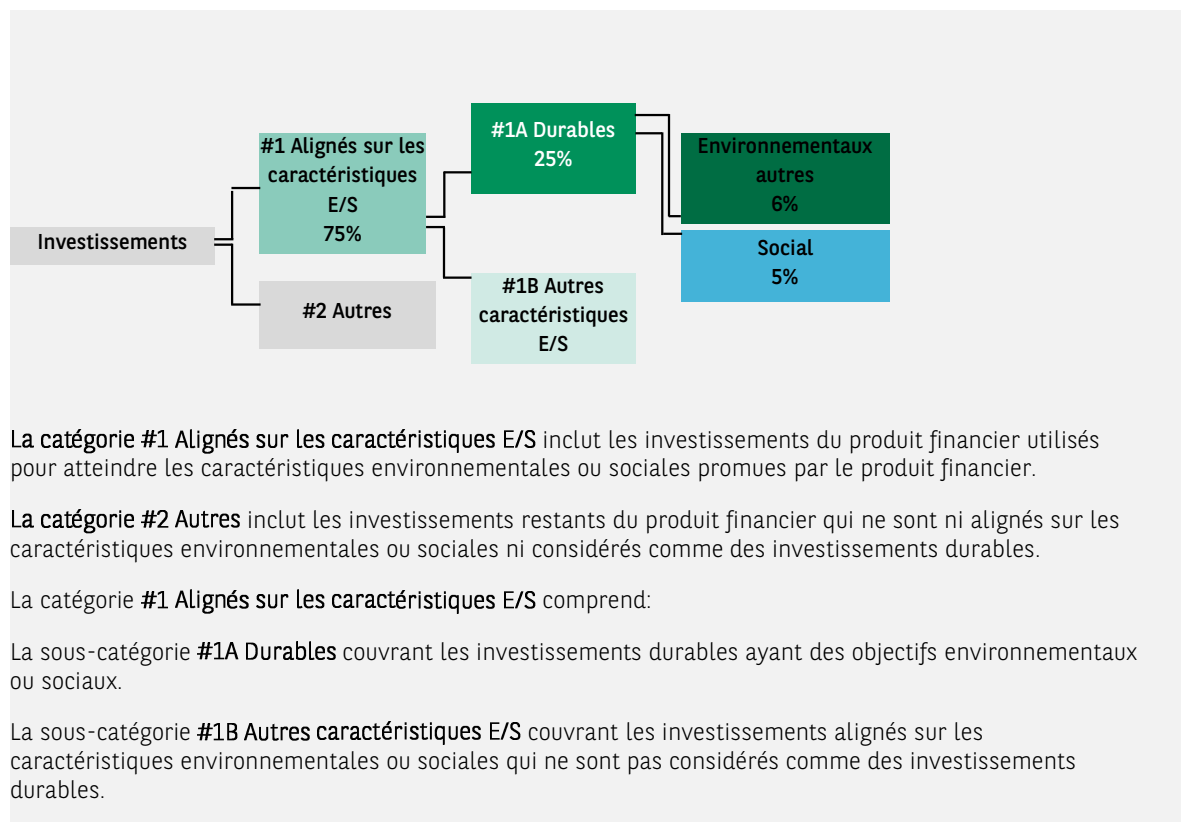 #1A Durables
25%
#1 Alignés sur les
caractéristiques
E/S
75%
Environnementaux
autres
6%
Investissements
Social
5%
#2 Autres
#1B Autres
caractéristiques
E/S
La catégorie #1 Alignés sur les caractéristiques E/S inclut les investissements du produit financier utilisés
pour atteindre les caractéristiques environnementales ou sociales promues par le produit financier.
La catégorie #2 Autres inclut les investissements restants du produit financier qui ne sont ni alignés sur les
caractéristiques environnementales ou sociales ni considérés comme des investissements durables.
La catégorie #1 Alignés sur les caractéristiques E/S comprend:
La sous-catégorie #1A Durables couvrant les investissements durables ayant des objectifs environnementaux
ou sociaux.
La sous-catégorie #1B Autres caractéristiques E/S couvrant les investissements alignés sur les
caractéristiques environnementales ou sociales qui ne sont pas considérés comme des investissements
durables.